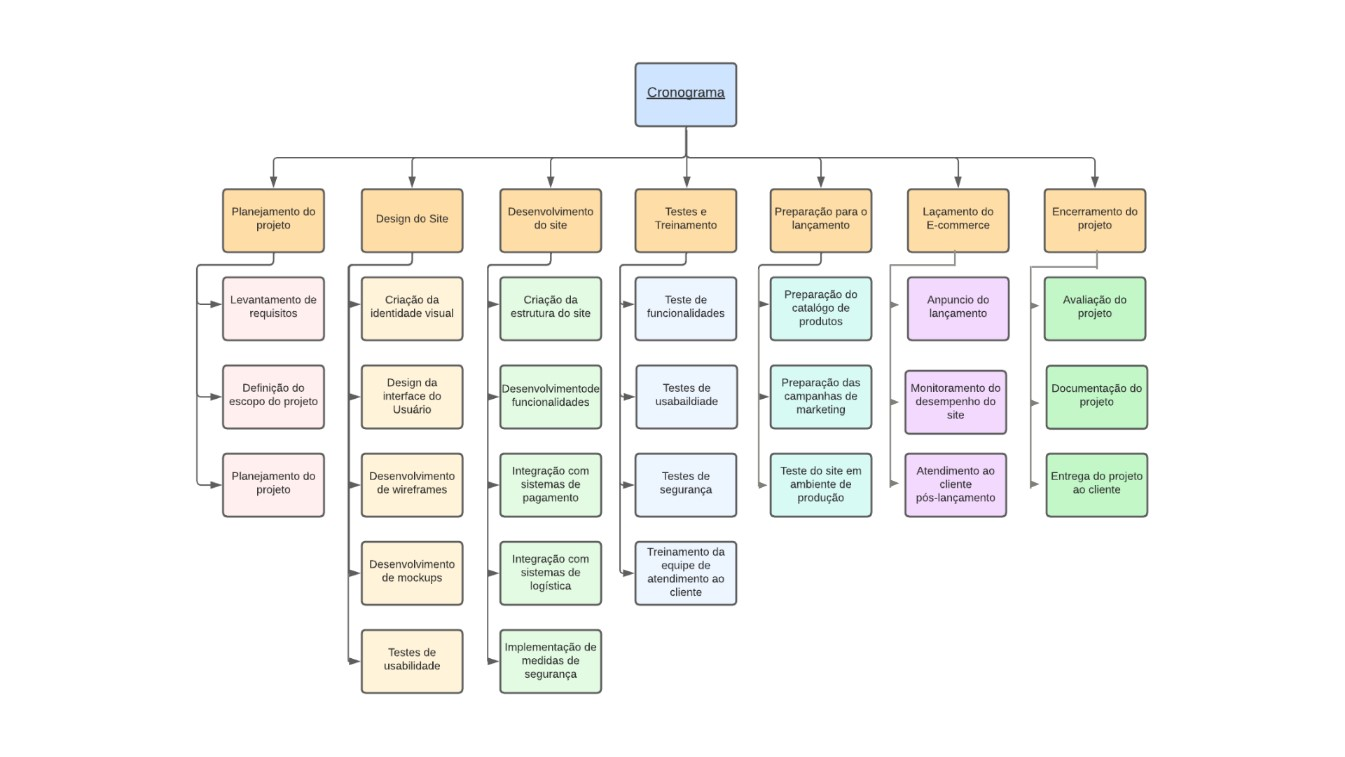 Cronograma
Planejamento do
projeto
Design do Site
Desenvolvimento
do site
Testes e
Treinamento
Preparação para o
lançamento
Laçamento do
E-commerce
Encerramento do
projeto
Levantamento de
requisitos
Criação da
identidade visual
Criação da
estrutura do site
Teste de
funcionalidades
Preparação do
catalógo de
produtos
Anpuncio do
lançamento
Avaliação do
projeto
Definição do
escopo do projeto
Design da
interface do
Usuário
Desenvolvimentode
funcionalidades
Testes de
usabaildiade
Preparação das
campanhas de
marketing
Monitoramento do
desempenho do
site
Documentação do
projeto
Planejamento do
projeto
Desenvolvimento
de wireframes
Integração com
sistemas de
pagamento
Testes de
segurança
Teste do site em
ambiente de
produção
Atendimento ao
cliente
pós-lançamento
Entrega do projeto
ao cliente
Desenvolvimento
de mockups
Integração com
sistemas de
logística
Treinamento da
equipe de
atendimento ao
cliente
Testes de
usabilidade
Implementação de
medidas de
segurança